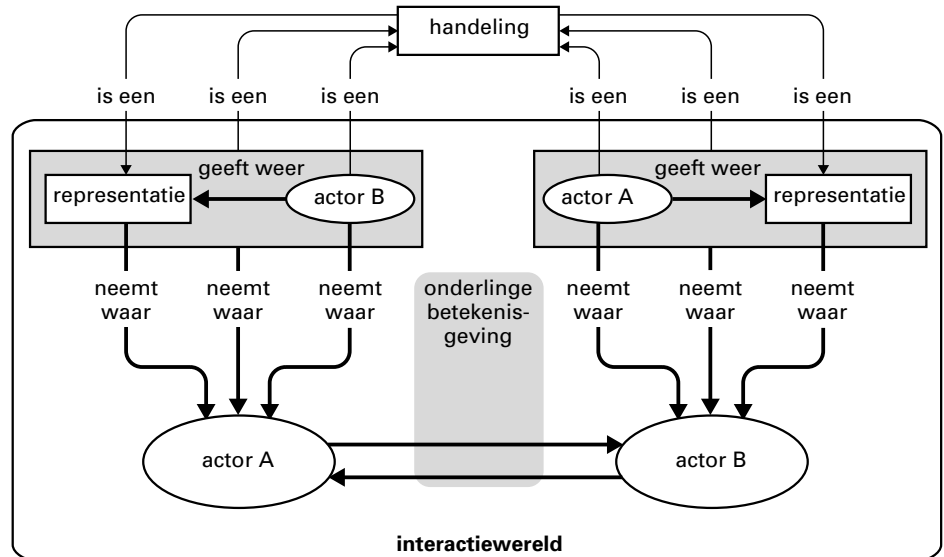 handeling
is een is een is een is een is een is een
geeft weer geeft weer
representatie actor B actor A representatie
neemt waar neemt waar neemt waar onderlinge betekenis-geving neemt waar neemt waar neemt waar
actor A actor B
interactiewereld